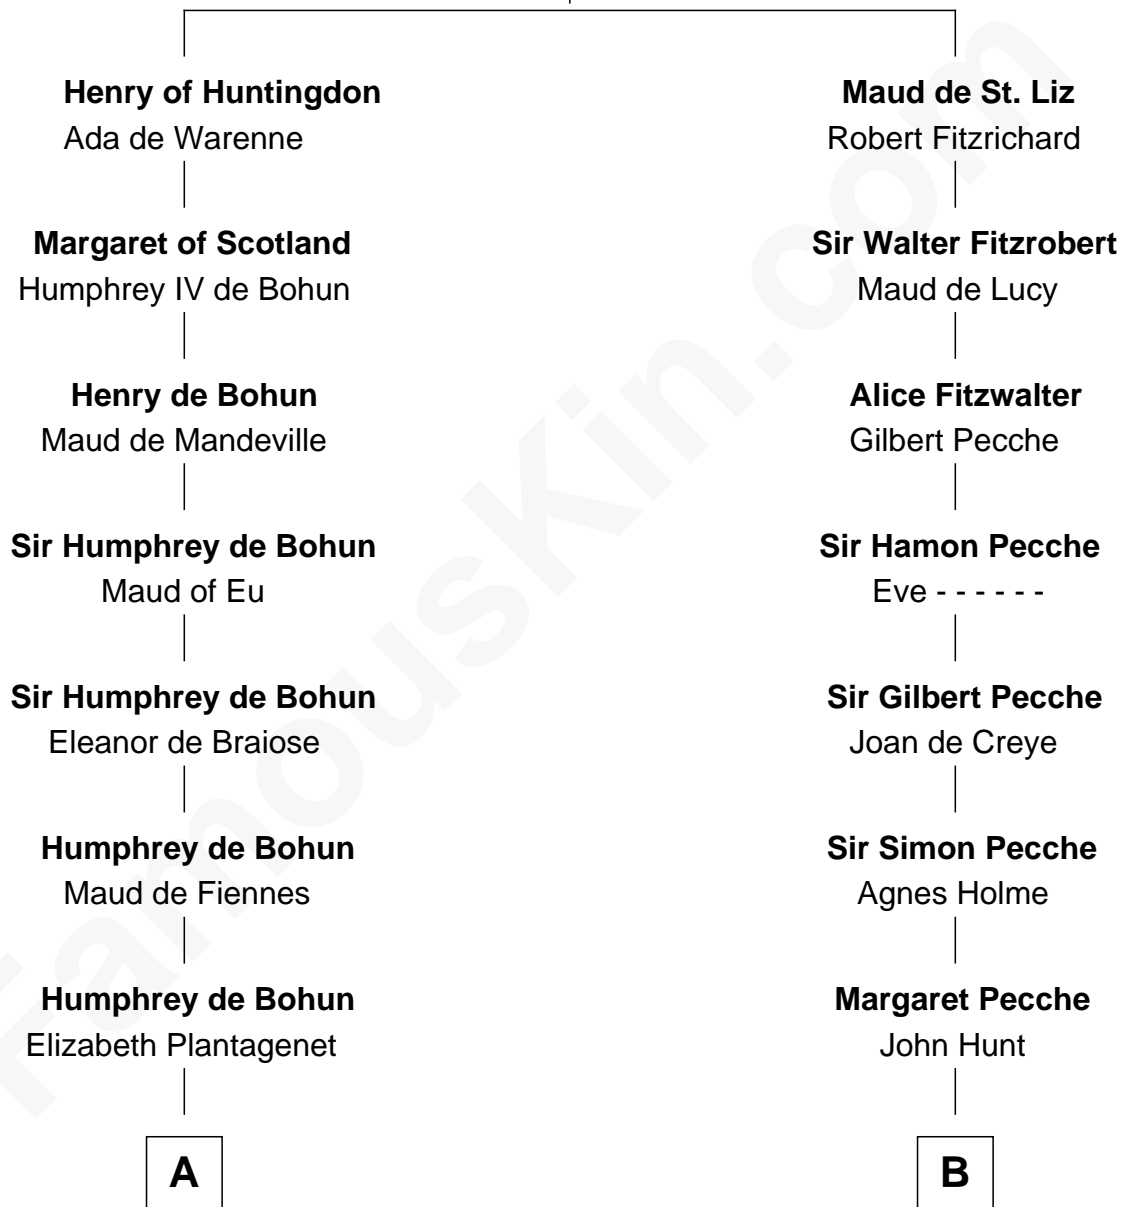 Henry of Huntingdon
Ada de Warenne
Margaret of Scotland
Humphrey IV de Bohun
Henry de Bohun
Maud de Mandeville
Sir Humphrey de Bohun
Maud of Eu
Sir Humphrey de Bohun
Eleanor de Braiose
Humphrey de Bohun
Maud de Fiennes
Humphrey de Bohun
Elizabeth Plantagenet
A
Maud de St. Liz
Robert Fitzrichard
Sir Walter Fitzrobert
Maud de Lucy
Alice Fitzwalter
Gilbert Pecche
Sir Hamon Pecche
Eve - - - - - -
Sir Gilbert Pecche
Joan de Creye
Sir Simon Pecche
Agnes Holme
Margaret Pecche
John Hunt
B
FamousKin.com